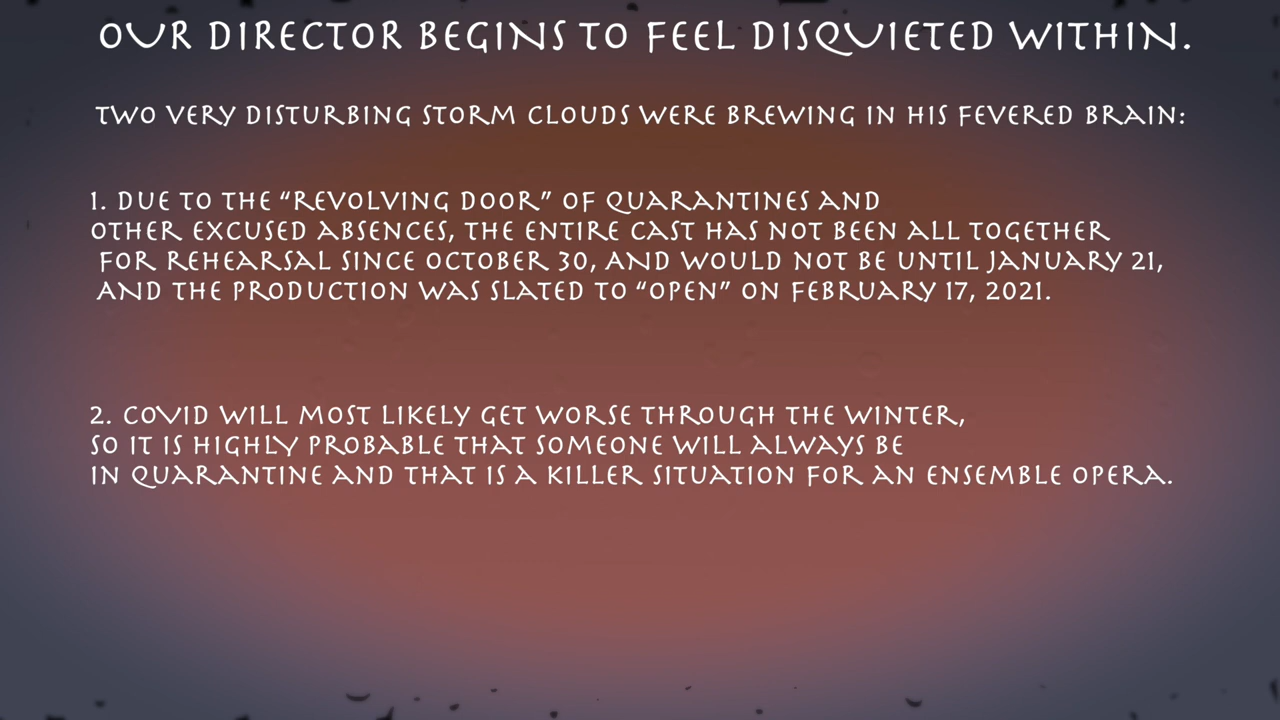 OUR DIRECTOR BEGINS TO FEEL DISQUIETED WITHIN.
TWO VERY DISTURBING STORM CLOUDS WERE BREWING IN HIS FEVERED BRAIN:
1. DUE TO THE “REVOLVING DOOR” OF QUARANTINES AND
OTHER EXCUSED ABSENCES, THE ENTIRE CAST HAS NOT BEEN ALL TOGETHER
FOR REHEARSAL SINCE OCTOBER 30, AND WOULD NOT BE UNTIL JANUARY 21,
AND THE PRODUCTION WAS SLATED TO “OPEN” ON FEBRUARY 17, 2021.
2. COVID WILL MOST LIKELY GET WORSE THROUGH THE WINTER,
SO IT IS HIGHLY PROBABLE THAT SOMEONE WILL ALWAYS BE
IN QUARANTINE AND THAT IS A KILLER SITUATION FOR AN ENSEMBLE OPERA.